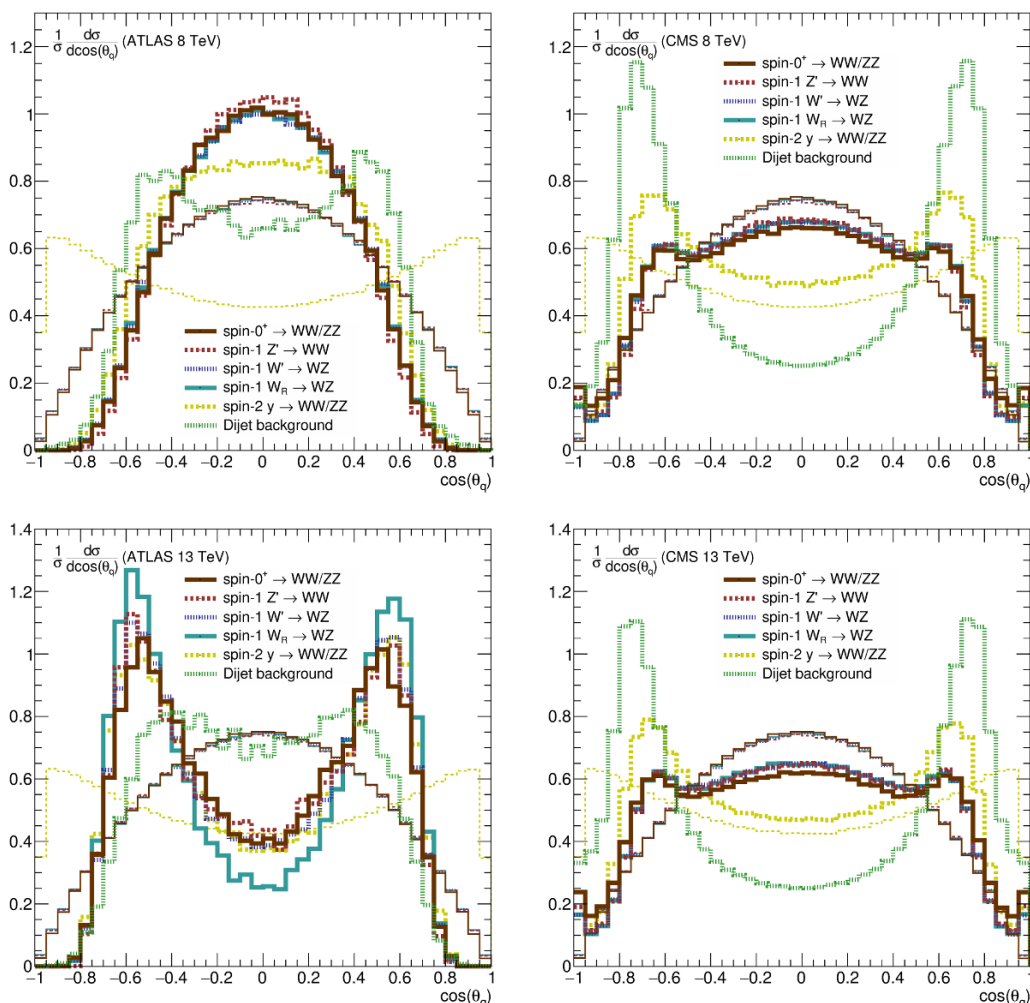 1/σ dσ/dcos(θq) (ATLAS 8 TeV)
1.2
1
0.8
0.6
0.4
0.2
0
spin-0⁺ → WW/ZZ
spin-1 Z' → WW
spin-1 W' → WZ
spin-1 WR → WZ
spin-2 y → WW/ZZ
Dijet background
−1 −0.8 −0.6 −0.4 −0.2 0 0.2 0.4 0.6 0.8 1
cos(θq)
1/σ dσ/dcos(θq) (CMS 8 TeV)
1.2
1
0.8
0.6
0.4
0.2
0
spin-0⁺ → WW/ZZ
spin-1 Z' → WW
spin-1 W' → WZ
spin-1 WR → WZ
spin-2 y → WW/ZZ
Dijet background
−1 −0.8 −0.6 −0.4 −0.2 0 0.2 0.4 0.6 0.8 1
cos(θq)
1.4
1/σ dσ/dcos(θq) (ATLAS 13 TeV)
1.2
1
0.8
0.6
0.4
0.2
0
spin-0⁺ → WW/ZZ
spin-1 Z' → WW
spin-1 W' → WZ
spin-1 WR → WZ
spin-2 y → WW/ZZ
Dijet background
−1 −0.8 −0.6 −0.4 −0.2 0 0.2 0.4 0.6 0.8 1
cos(θq)
1.4
1/σ dσ/dcos(θq) (CMS 13 TeV)
1.2
1
0.8
0.6
0.4
0.2
0
spin-0⁺ → WW/ZZ
spin-1 Z' → WW
spin-1 W' → WZ
spin-1 WR → WZ
spin-2 y → WW/ZZ
Dijet background
−1 −0.8 −0.6 −0.4 −0.2 0 0.2 0.4 0.6 0.8 1
cos(θq)